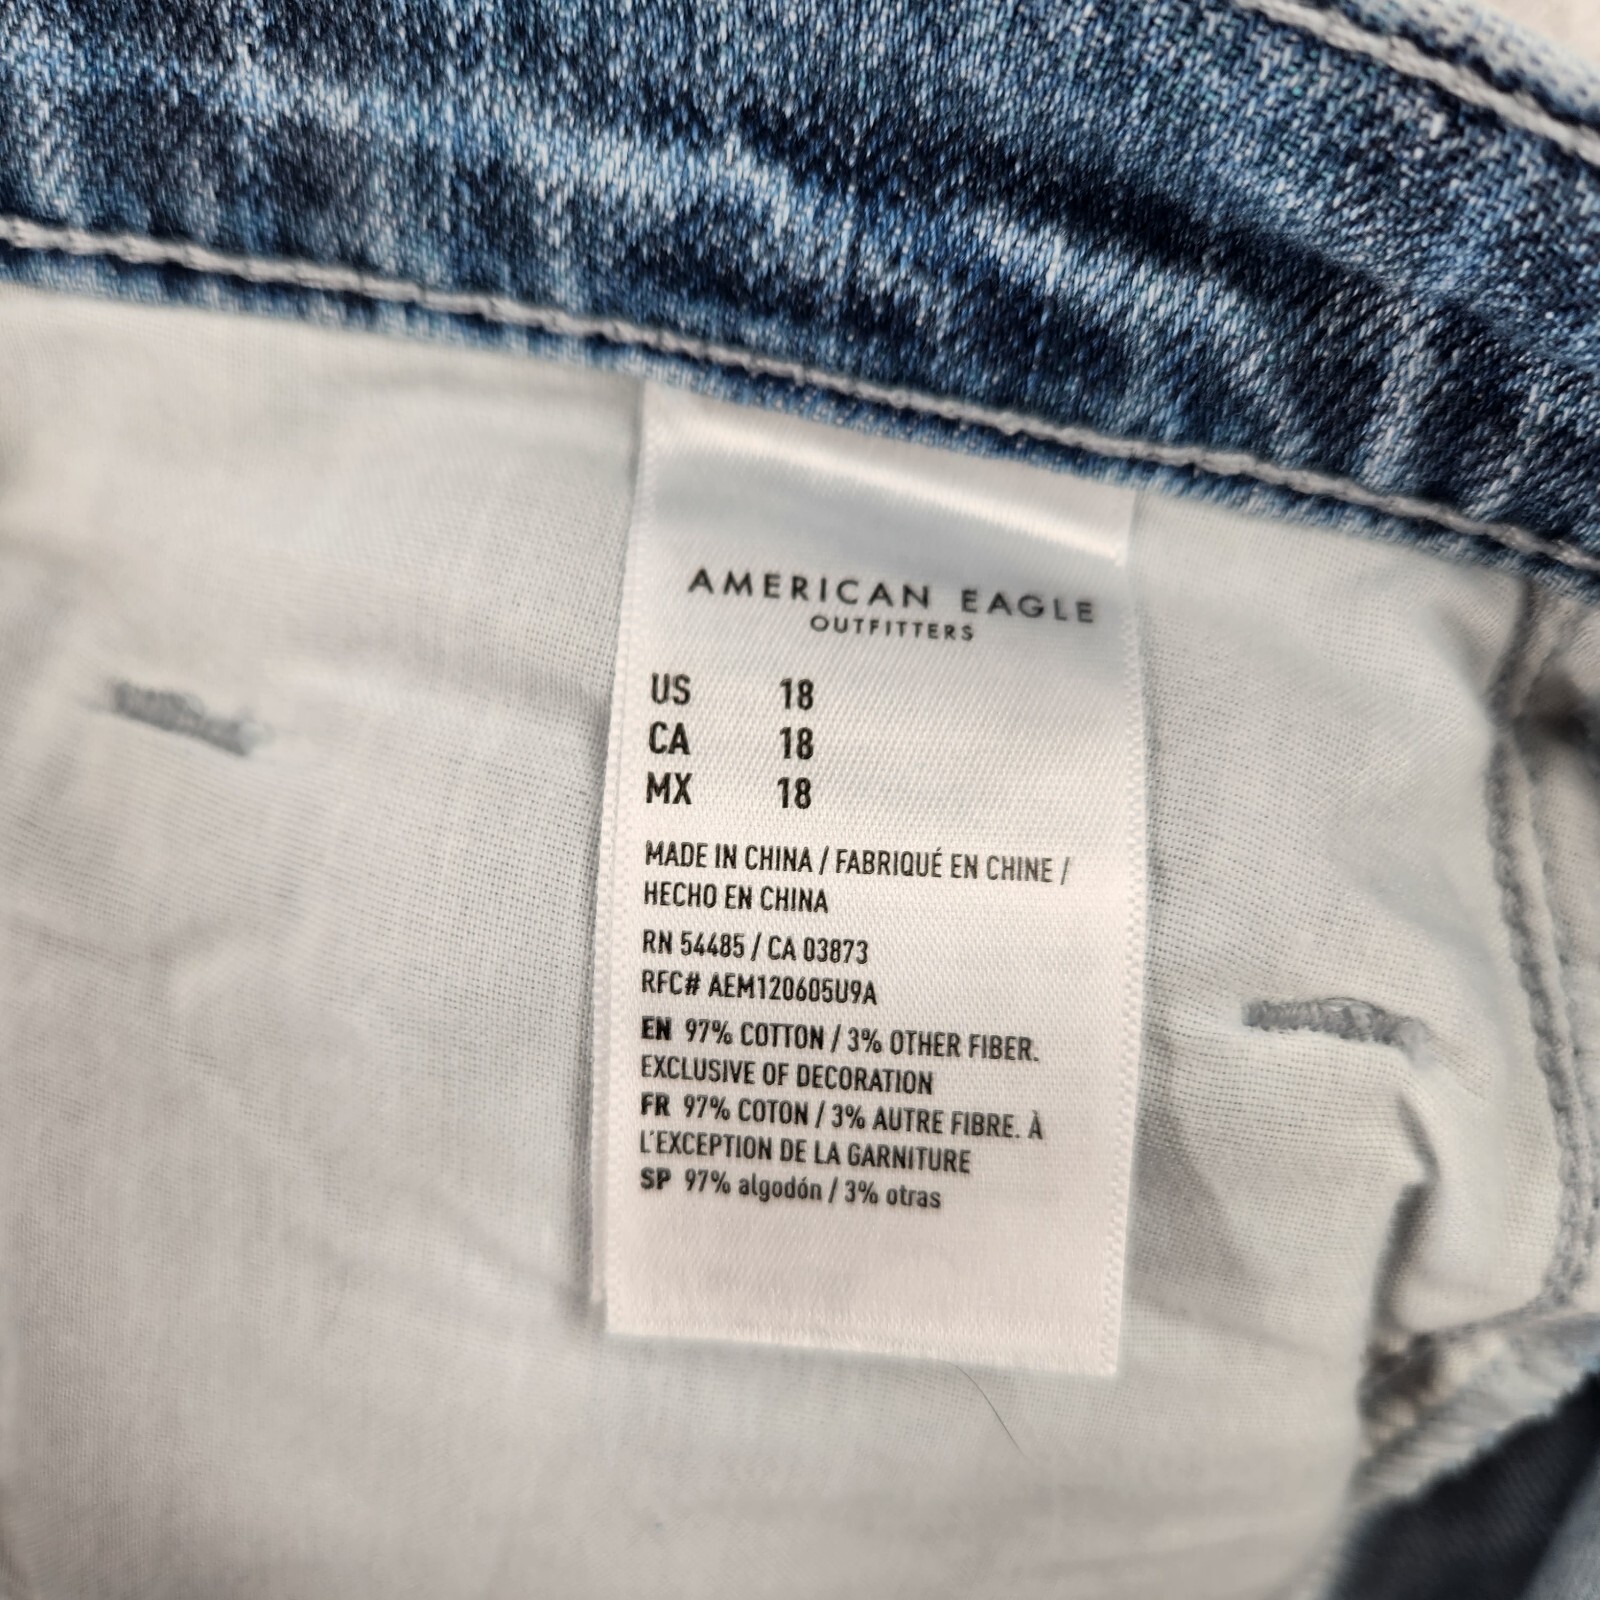 AMERICAN EAGLE
OUTFITTERS
US 18
CA 18
MX 18
MADE IN CHINA / FABRIQUÉ EN CHINE /
HECHO EN CHINA
RN 54485 / CA 03873
RFC# AEM120605U9A
EN 97% COTTON / 3% OTHER FIBER.
EXCLUSIVE OF DECORATION
FR 97% COTON / 3% AUTRE FIBRE. À
L'EXCEPTION DE LA GARNITURE
SP 97% algodón / 3% otras